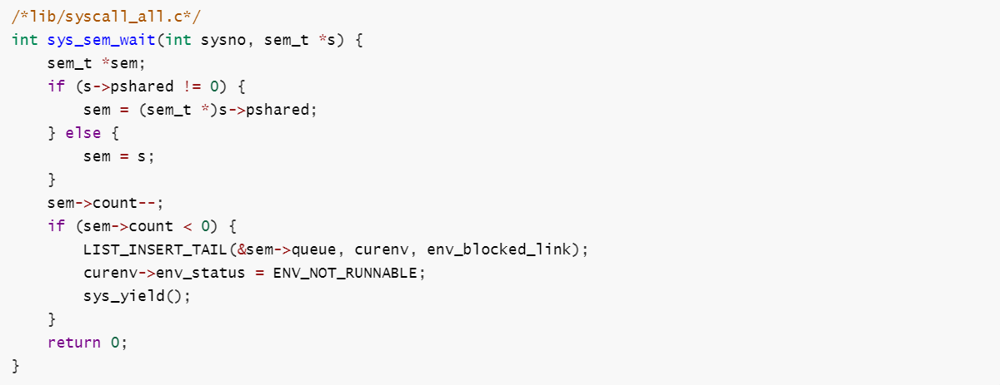 /*lib/syscall_all.c*/
int sys_sem_wait(int sysno, sem_t *s) {
    sem_t *sem;
    if (s->pshared != 0) {
        sem = (sem_t *)s->pshared;
    } else {
        sem = s;
    }
    sem->count--;
    if (sem->count < 0) {
        LIST_INSERT_TAIL(&sem->queue, curenv, env_blocked_link);
        curenv->env_status = ENV_NOT_RUNNABLE;
        sys_yield();
    }
    return 0;
}